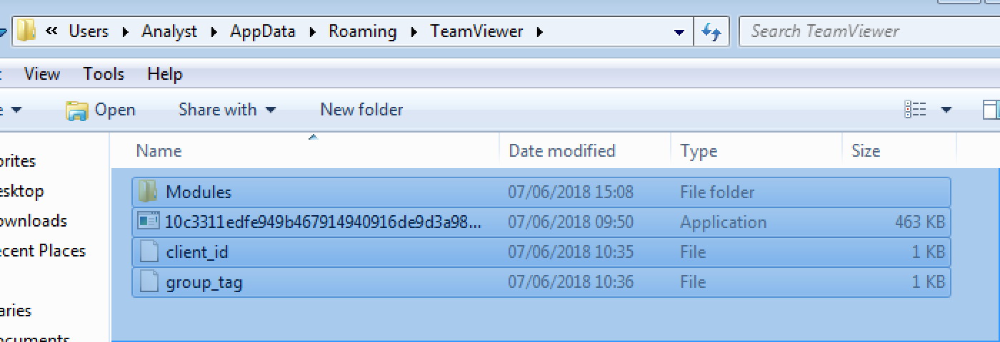 « Users Analyst AppData Roaming TeamViewer Search TeamViewer
View Tools Help
Open Share with New folder
Name Date modified Type Size
Modules 07/06/2018 15:08 File folder
10c3311edfe949b467914940916de9d3a98... 07/06/2018 09:50 Application 463 KB
client_id 07/06/2018 10:35 File 1 KB
group_tag 07/06/2018 10:36 File 1 KB
orites
esktop
ownloads
ecent Places
aries
ocuments